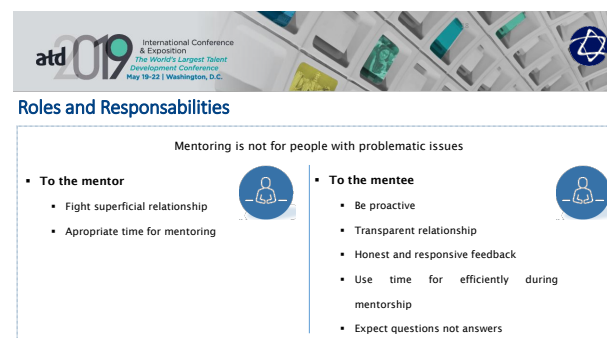 atd 2019
International Conference
& Exposition
The World's Largest Talent
Development Conference
May 19-22 | Washington, D.C.
Roles and Responsabilities
Mentoring is not for people with problematic issues
▪ To the mentor
▪ Fight superficial relationship
▪ Apropriate time for mentoring
▪ To the mentee
▪ Be proactive
▪ Transparent relationship
▪ Honest and responsive feedback
▪ Use time for efficiently during
mentorship
▪ Expect questions not answers